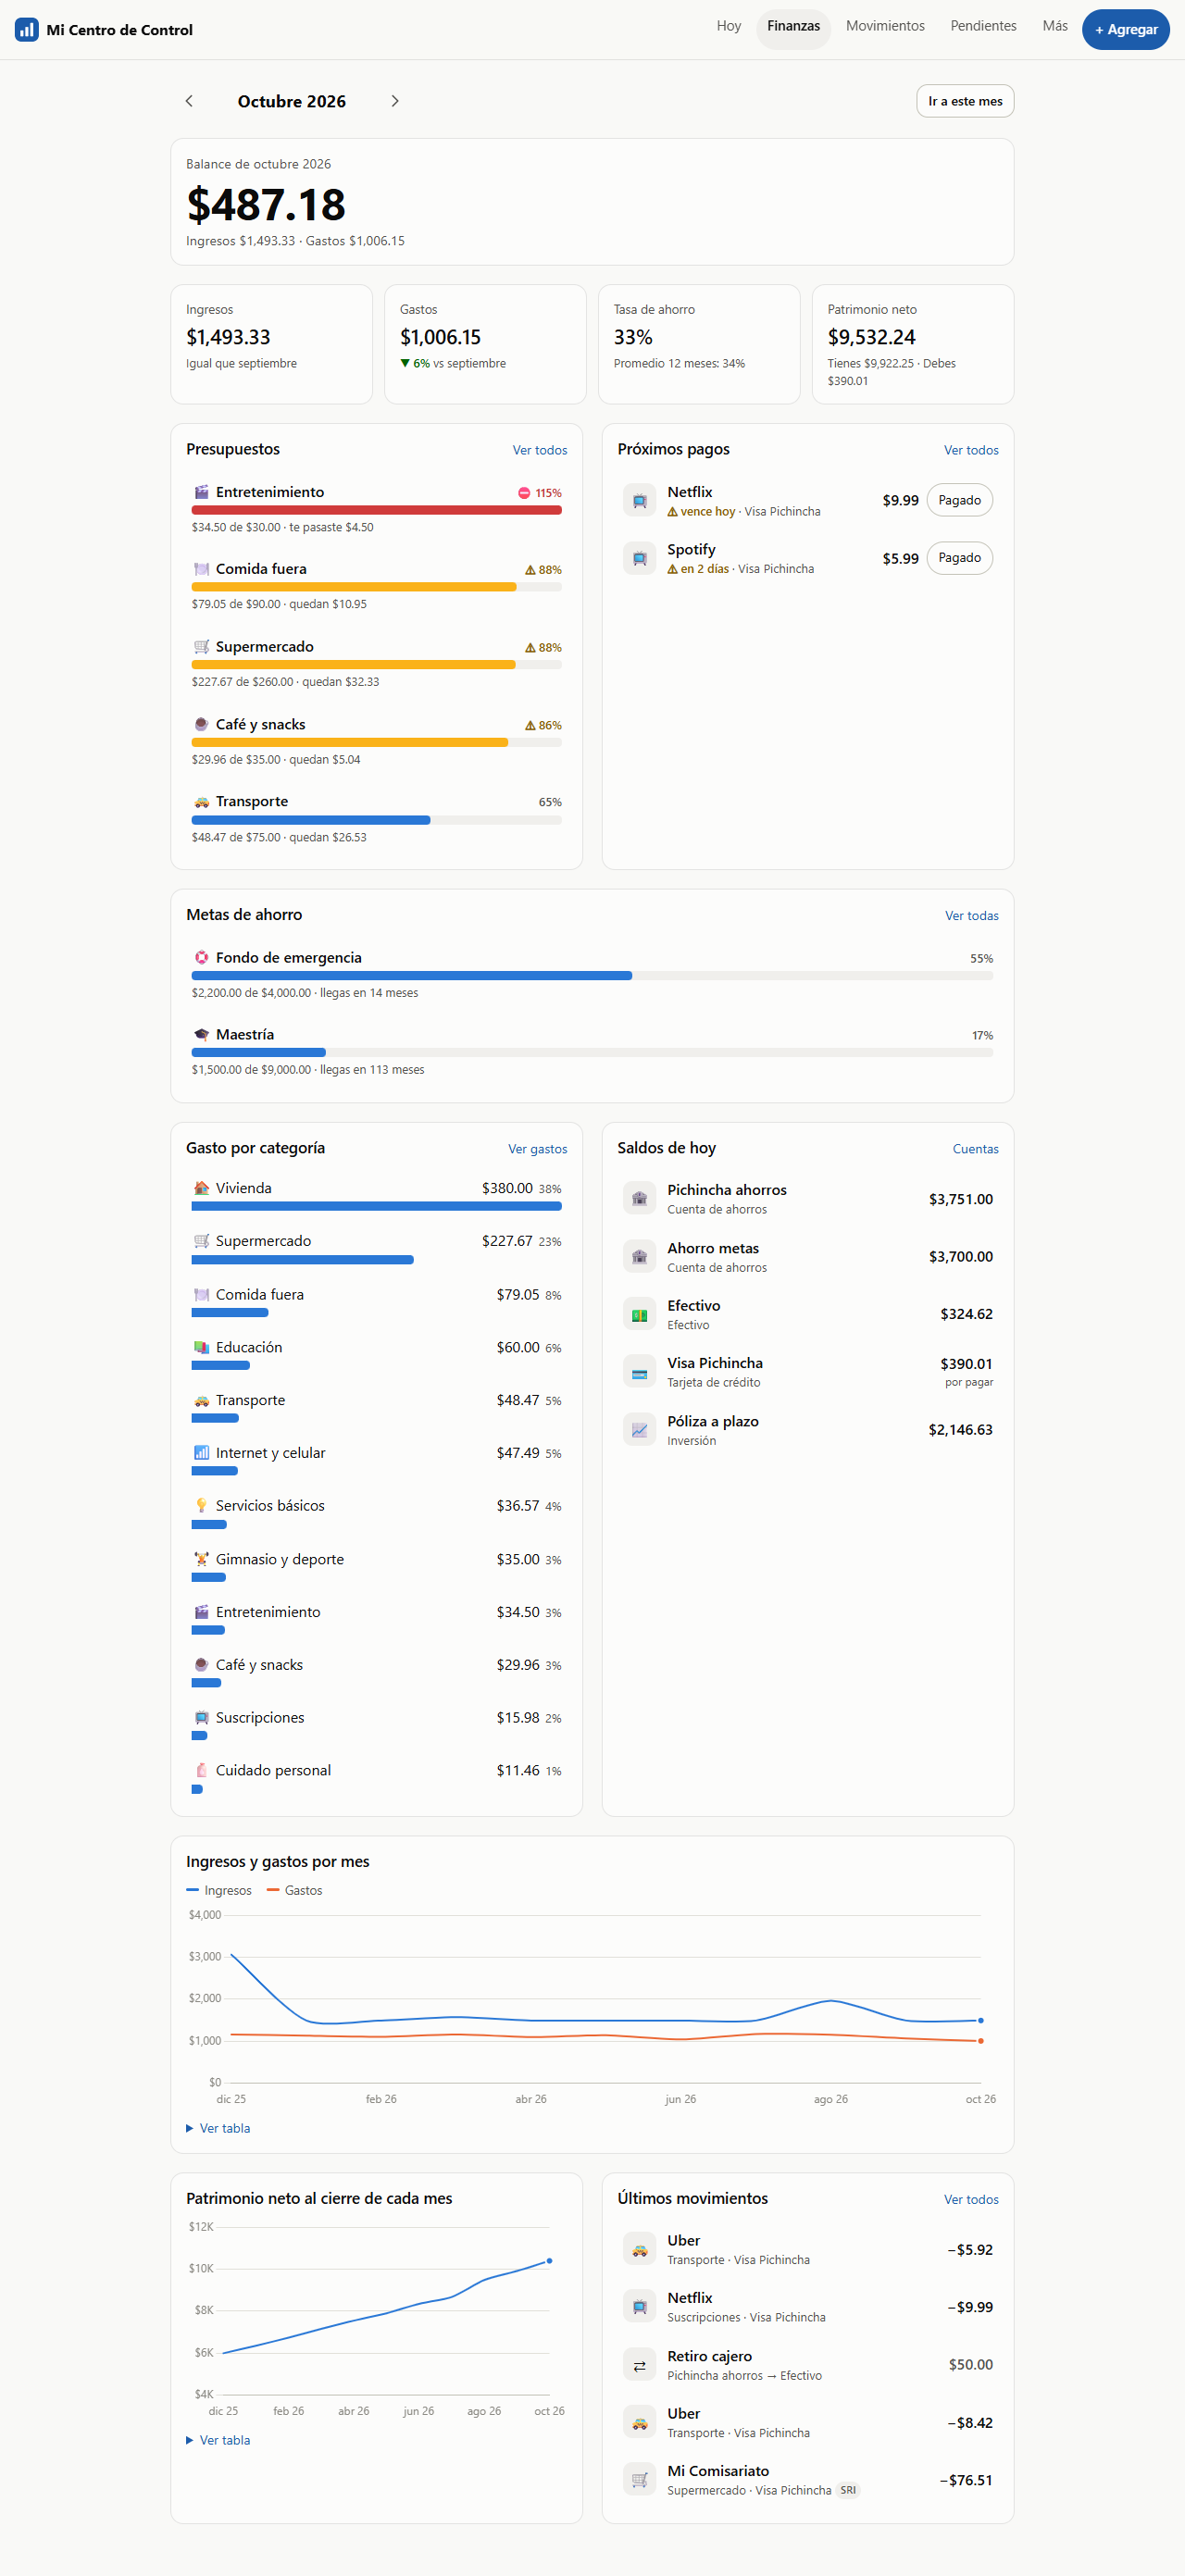 Mi Centro de Control
Hoy
Finanzas
Movimientos
Pendientes
Más
+ Agregar
Octubre 2026
Ir a este mes
Balance de octubre 2026
$487.18
Ingresos $1,493.33 · Gastos $1,006.15
Ingresos
$1,493.33
Igual que septiembre
Gastos
$1,006.15
▼ 6% vs septiembre
Tasa de ahorro
33%
Promedio 12 meses: 34%
Patrimonio neto
$9,532.24
Tienes $9,922.25 · Debes
$390.01
Presupuestos
Ver todos
Entretenimiento
115%
$34.50 de $30.00 · te pasaste $4.50
Comida fuera
88%
$79.05 de $90.00 · quedan $10.95
Supermercado
88%
$227.67 de $260.00 · quedan $32.33
Café y snacks
86%
$29.96 de $35.00 · quedan $5.04
Transporte
65%
$48.47 de $75.00 · quedan $26.53
Próximos pagos
Ver todos
Netflix
vence hoy · Visa Pichincha
$9.99
Pagado
Spotify
en 2 días · Visa Pichincha
$5.99
Pagado
Metas de ahorro
Ver todas
Fondo de emergencia
55%
$2,200.00 de $4,000.00 · llegas en 14 meses
Maestría
17%
$1,500.00 de $9,000.00 · llegas en 113 meses
Gasto por categoría
Ver gastos
Vivienda
$380.00 38%
Supermercado
$227.67 23%
Comida fuera
$79.05 8%
Educación
$60.00 6%
Transporte
$48.47 5%
Internet y celular
$47.49 5%
Servicios básicos
$36.57 4%
Gimnasio y deporte
$35.00 3%
Entretenimiento
$34.50 3%
Café y snacks
$29.96 3%
Suscripciones
$15.98 2%
Cuidado personal
$11.46 1%
Saldos de hoy
Cuentas
Pichincha ahorros
Cuenta de ahorros
$3,751.00
Ahorro metas
Cuenta de ahorros
$3,700.00
Efectivo
Efectivo
$324.62
Visa Pichincha
Tarjeta de crédito
$390.01
por pagar
Póliza a plazo
Inversión
$2,146.63
Ingresos y gastos por mes
Ingresos
Gastos
$4,000
$3,000
$2,000
$1,000
$0
dic 25
feb 26
abr 26
jun 26
ago 26
oct 26
▶ Ver tabla
Patrimonio neto al cierre de cada mes
$12K
$10K
$8K
$6K
$4K
dic 25
feb 26
abr 26
jun 26
ago 26
oct 26
▶ Ver tabla
Últimos movimientos
Ver todos
Uber
Transporte · Visa Pichincha
−$5.92
Netflix
Suscripciones · Visa Pichincha
−$9.99
Retiro cajero
Pichincha ahorros → Efectivo
$50.00
Uber
Transporte · Visa Pichincha
−$8.42
Mi Comisariato
Supermercado · Visa Pichincha SRI
−$76.51